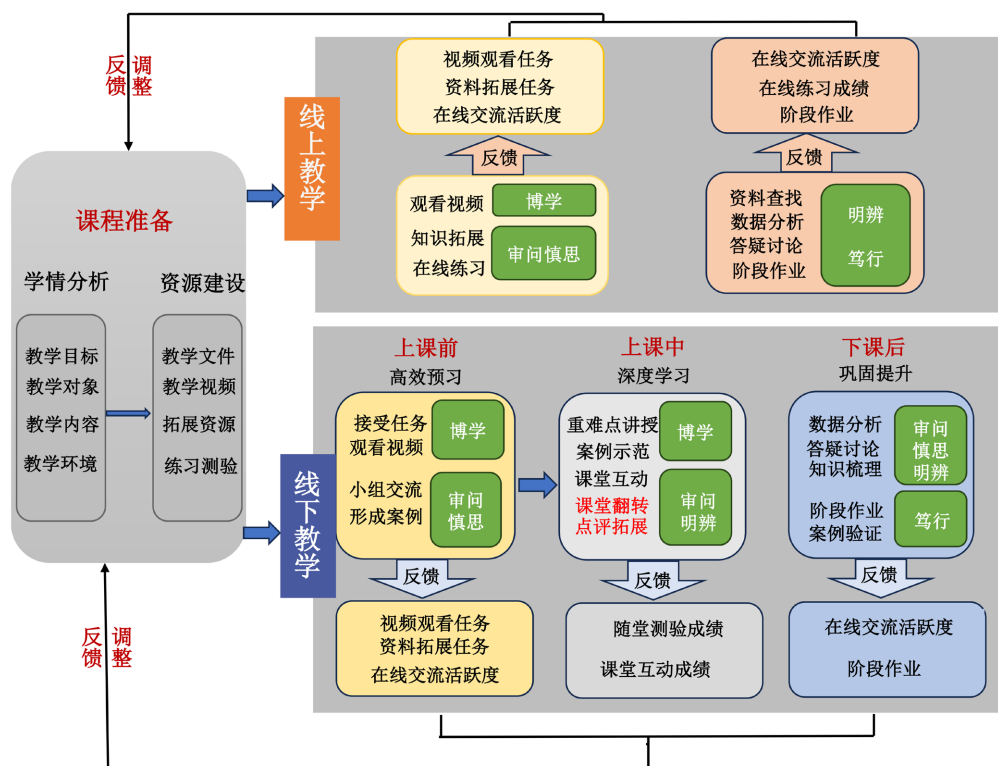 反馈
调整
课程准备
学情分析
资源建设
教学目标
教学对象
教学内容
教学环境
教学文件
教学视频
拓展资源
练习测验
反馈
调整
线上教学
视频观看任务
资料拓展任务
在线交流活跃度
反馈
观看视频
博学
知识拓展
在线练习
审问慎思
在线交流活跃度
在线练习成绩
阶段作业
反馈
资料查找
数据分析
答疑讨论
阶段作业
明辨
笃行
线下教学
上课前
高效预习
接受任务
观看视频
博学
小组交流
形成案例
审问
慎思
反馈
视频观看任务
资料拓展任务
在线交流活跃度
上课中
深度学习
重难点讲授
案例示范
课堂互动
课堂翻转
点评拓展
博学
审问
明辨
反馈
随堂测验成绩
课堂互动成绩
下课后
巩固提升
数据分析
答疑讨论
知识梳理
审问
慎思
明辨
阶段作业
案例验证
笃行
反馈
在线交流活跃度
阶段作业